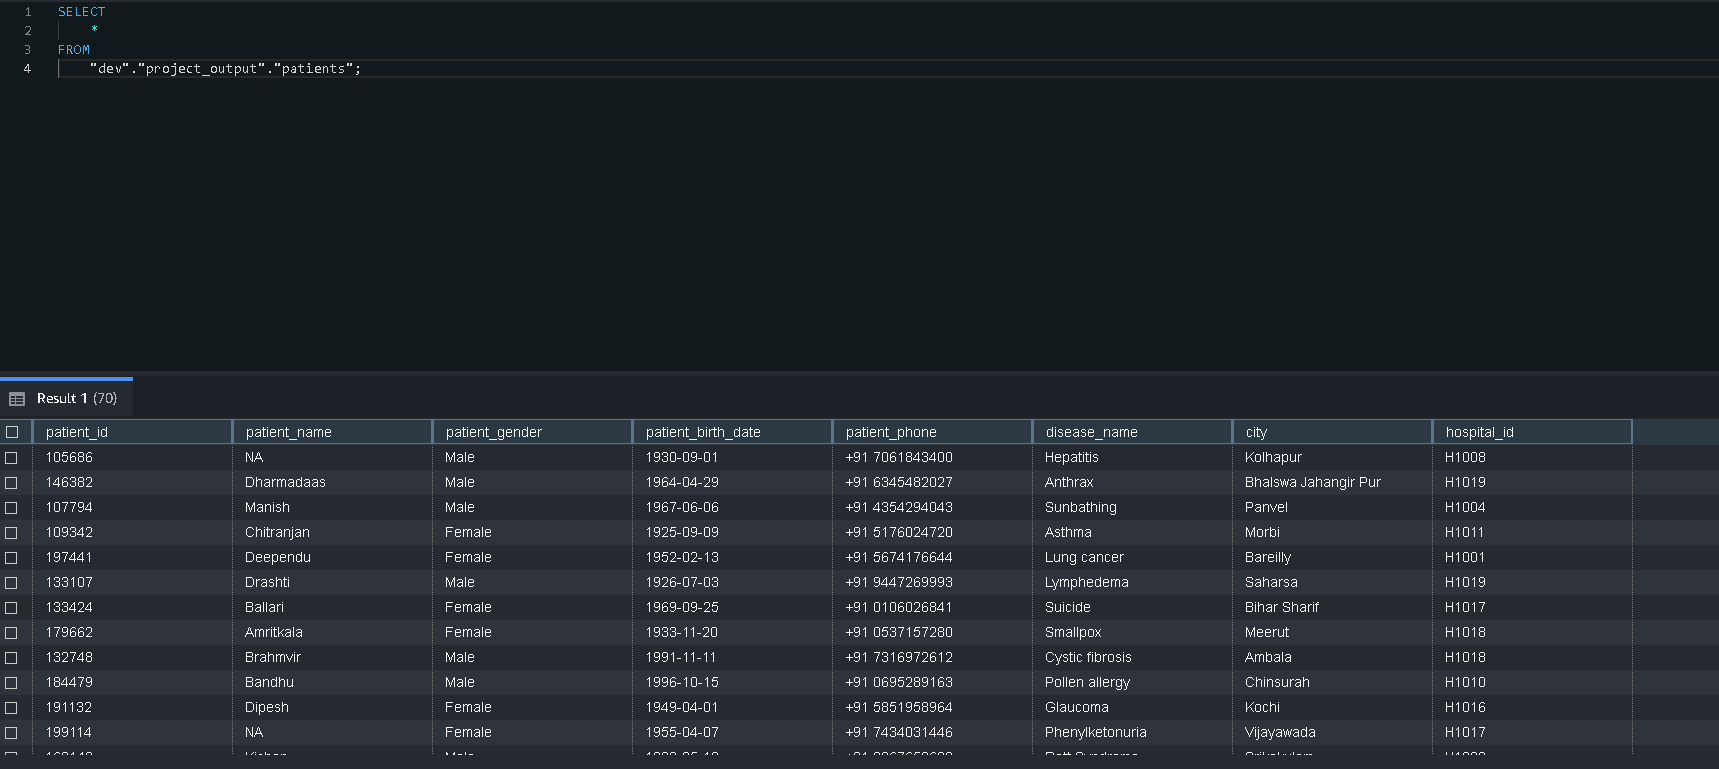 1 SELECT
2 *
3 FROM
4 "dev"."project_output"."patients";
Result 1 (70)
patient_id patient_name patient_gender patient_birth_date patient_phone disease_name city hospital_id
105686 NA Male 1930-09-01 +91 7061843400 Hepatitis Kolhapur H1008
146382 Dharmadaas Male 1964-04-29 +91 6345482027 Anthrax Bhalswa Jahangir Pur H1019
107794 Manish Male 1967-06-06 +91 4354294043 Sunbathing Panvel H1004
109342 Chitranjan Female 1925-09-09 +91 5176024720 Asthma Morbi H1011
197441 Deependu Female 1952-02-13 +91 5674176644 Lung cancer Bareilly H1001
133107 Drashti Male 1926-07-03 +91 9447269993 Lymphedema Saharsa H1019
133424 Ballari Female 1969-09-25 +91 0106026841 Suicide Bihar Sharif H1017
179662 Amritkala Female 1933-11-20 +91 0537157280 Smallpox Meerut H1018
132748 Brahmvir Male 1991-11-11 +91 7316972612 Cystic fibrosis Ambala H1018
184479 Bandhu Male 1996-10-15 +91 0695289163 Pollen allergy Chinsurah H1010
191132 Dipesh Female 1949-04-01 +91 5851958964 Glaucoma Kochi H1016
199114 NA Female 1955-04-07 +91 7434031446 Phenylketonuria Vijayawada H1017